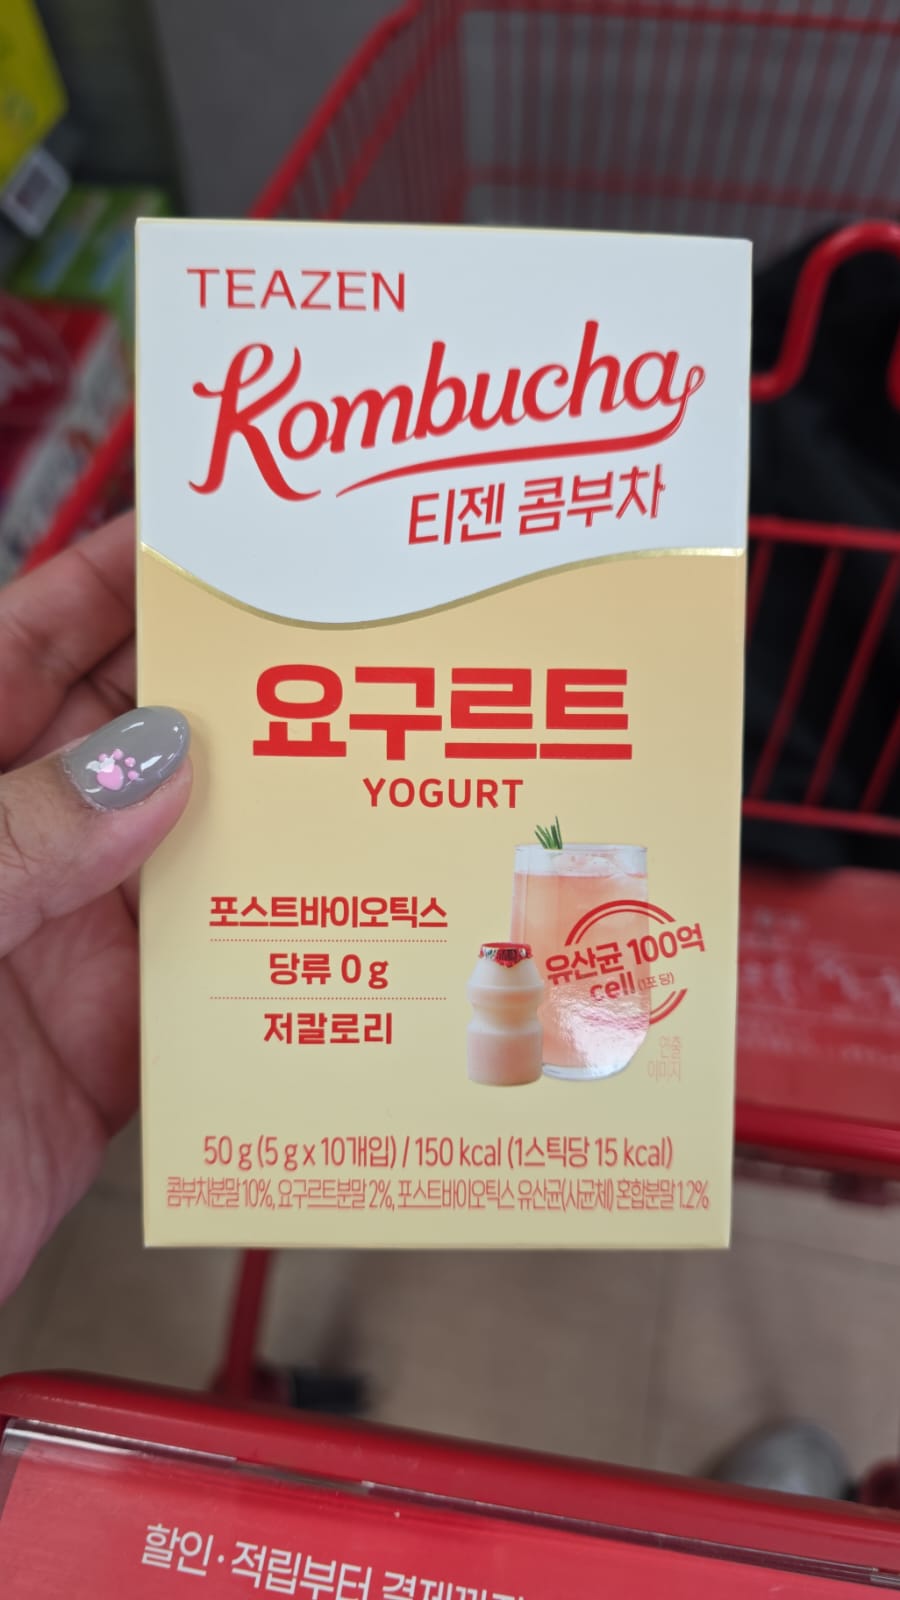 TEAZEN
Kombucha
티젠 콤부차
요구르트
YOGURT
포스트바이오틱스
당류 0 g
저칼로리
유산균 100억
cell (1포 당)
연출
이미지
50 g (5 g x 10개입) / 150 kcal (1스틱당 15 kcal)
콤부차분말 10%, 요구르트분말 2%, 포스트바이오틱스 유산균(사균체) 혼합분말 1.2%
할인·적립부터